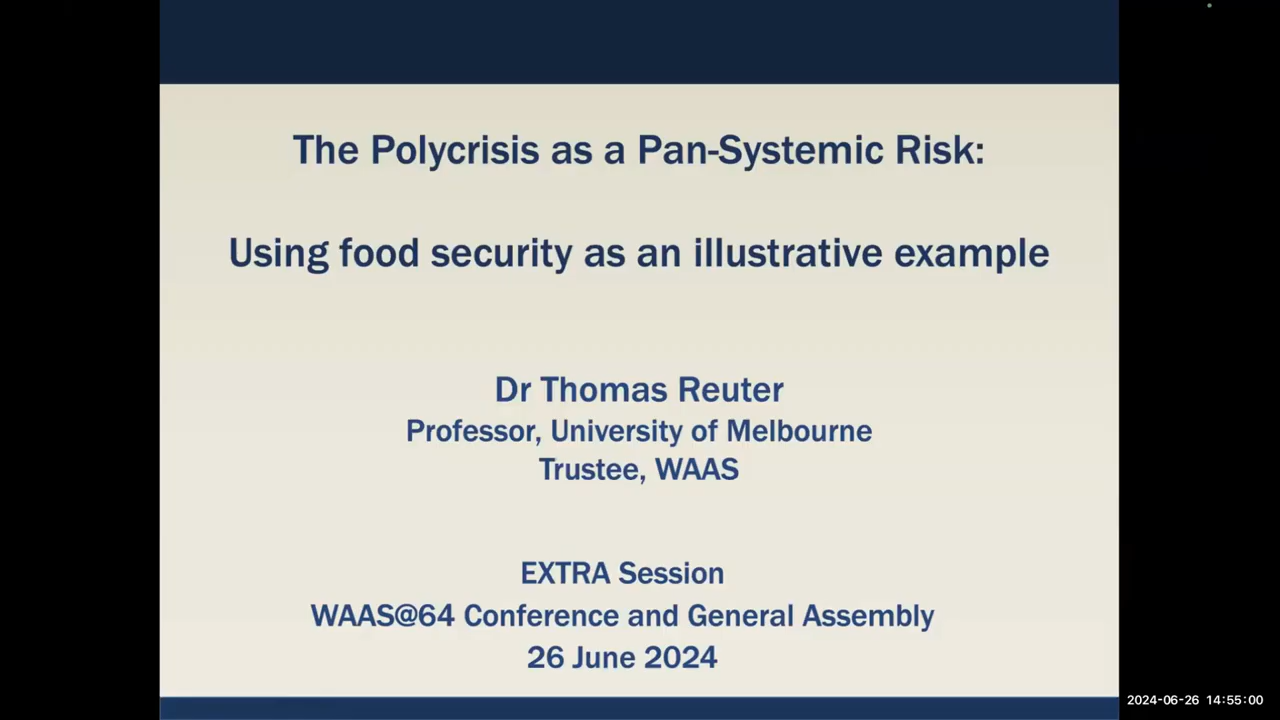 The Polycrisis as a Pan-Systemic Risk:
Using food security as an illustrative example
Dr Thomas Reuter
Professor, University of Melbourne
Trustee, WAAS
EXTRA Session
WAAS@64 Conference and General Assembly
26 June 2024
2024-06-26 14:55:00